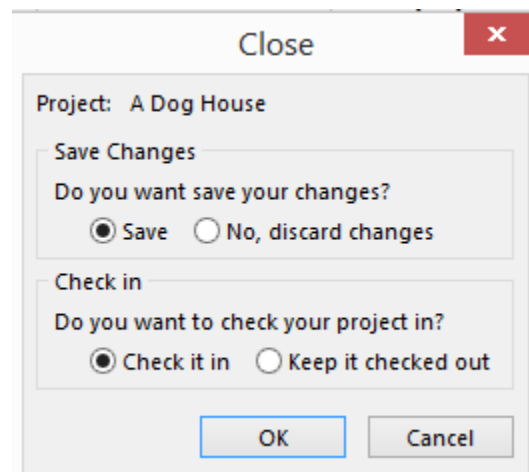 Close
Project: A Dog House
Save Changes
Do you want save your changes?
Save No, discard changes
Check in
Do you want to check your project in?
Check it in Keep it checked out
OK Cancel